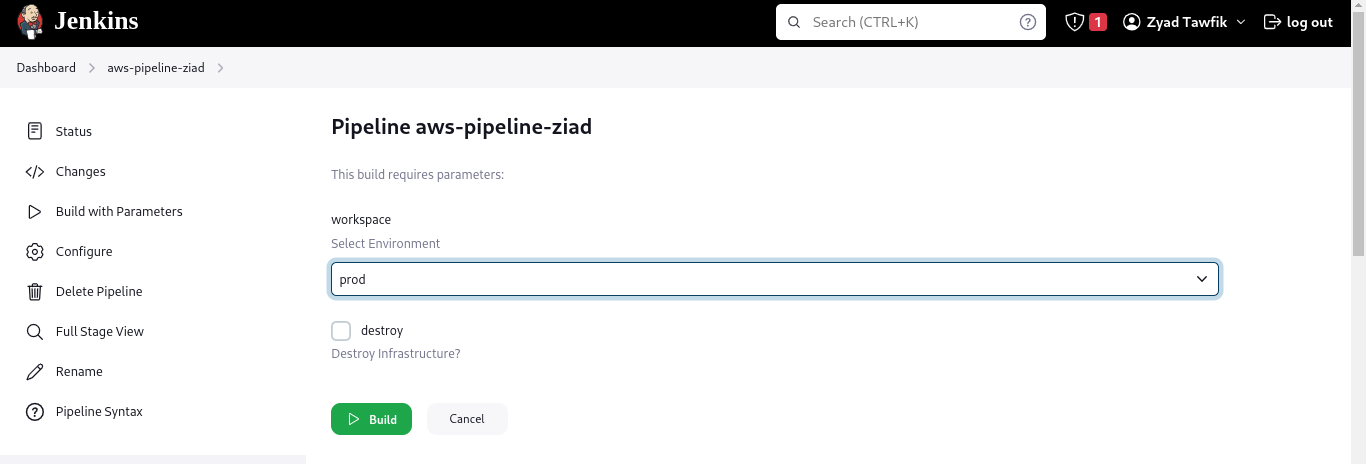 Jenkins
Search (CTRL+K)
1
Zyad Tawfik
log out
Dashboard
aws-pipeline-ziad
Status
Changes
Build with Parameters
Configure
Delete Pipeline
Full Stage View
Rename
Pipeline Syntax
Pipeline aws-pipeline-ziad
This build requires parameters:
workspace
Select Environment
prod
destroy
Destroy Infrastructure?
Build
Cancel